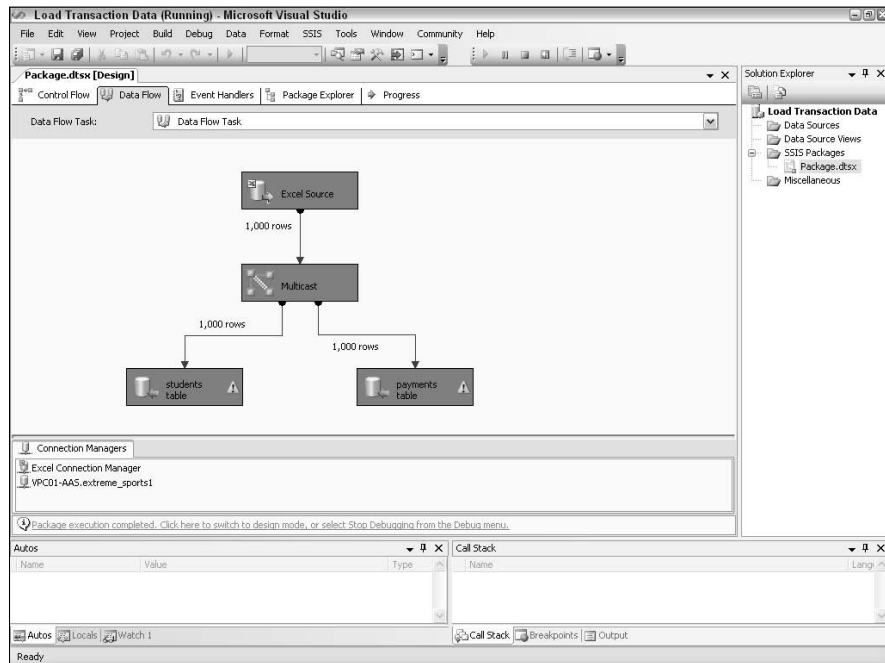 Load Transaction Data (Running) - Microsoft Visual Studio
File Edit View Project Build Debug Data Format SSIS Tools Window Community Help
Package.dtsx [Design]
Control Flow Data Flow Event Handlers Package Explorer Progress
Data Flow Task: Data Flow Task
Excel Source
1,000 rows
Multicast
1,000 rows
1,000 rows
students
table
payments
table
Connection Managers
Excel Connection Manager
VPC01-AAS.extreme_sports1
Package execution completed. Click here to switch to design mode, or select Stop Debugging from the Debug menu.
Solution Explorer
Load Transaction Data
Data Sources
Data Source Views
SSIS Packages
Package.dtsx
Miscellaneous
Autos
Name Value Type
Autos Locals Watch 1
Call Stack
Name Lang
Call Stack Breakpoints Output
Ready